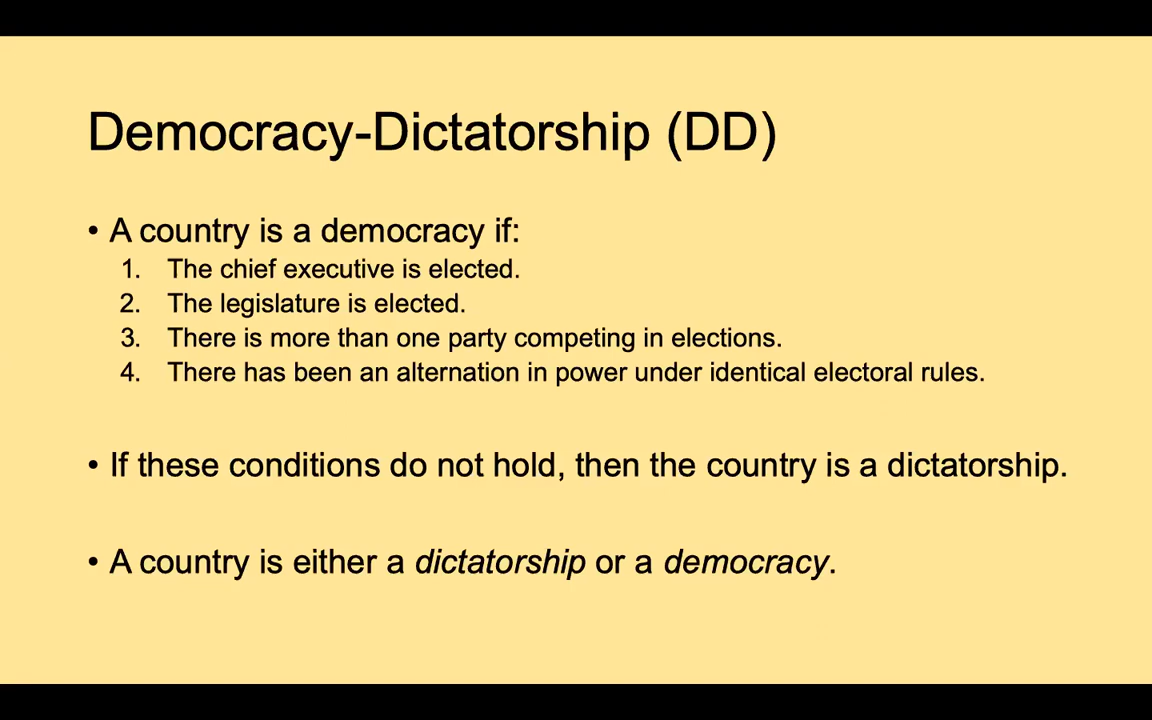 Democracy-Dictatorship (DD)
• A country is a democracy if:
1. The chief executive is elected.
2. The legislature is elected.
3. There is more than one party competing in elections.
4. There has been an alternation in power under identical electoral rules.
• If these conditions do not hold, then the country is a dictatorship.
• A country is either a dictatorship or a democracy.